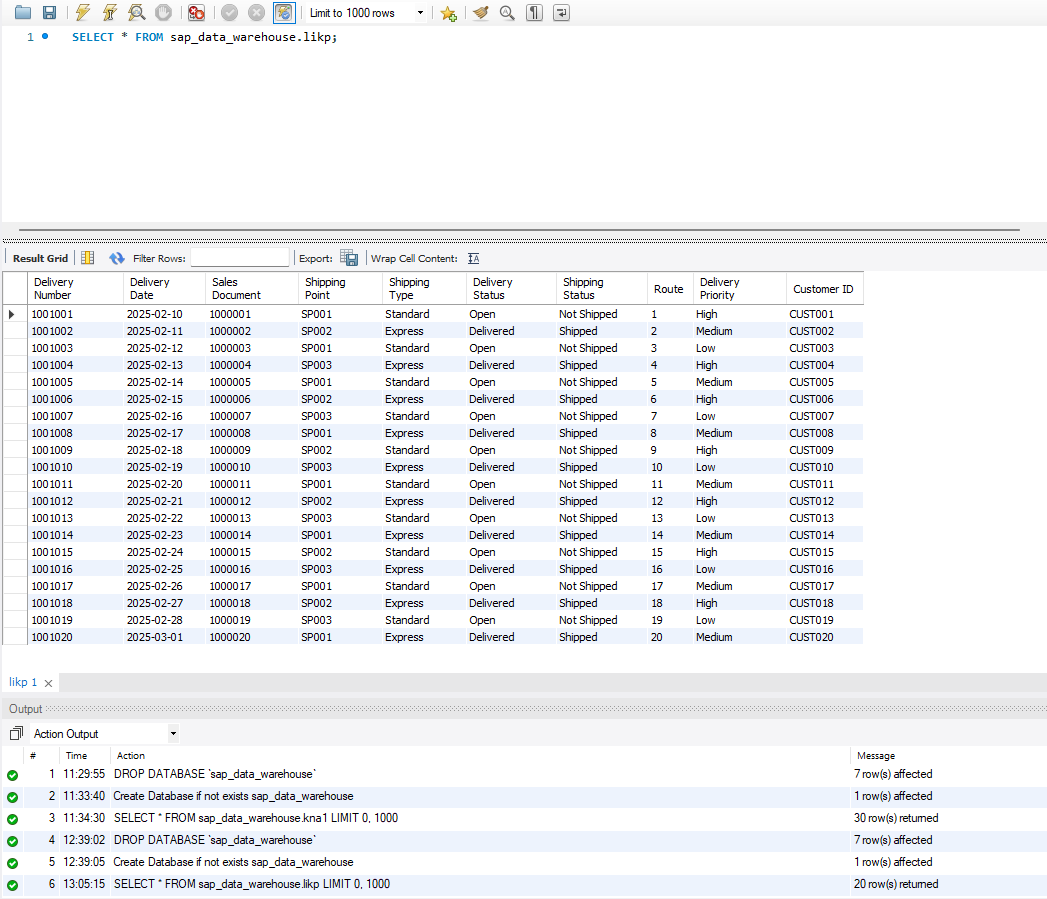 Limit to 1000 rows
1 SELECT * FROM sap_data_warehouse.likp;
Result Grid Filter Rows: Export: Wrap Cell Content:
Delivery Number Delivery Date Sales Document Shipping Point Shipping Type Delivery Status Shipping Status Route Delivery Priority Customer ID
1001001 2025-02-10 1000001 SP001 Standard Open Not Shipped 1 High CUST001
1001002 2025-02-11 1000002 SP002 Express Delivered Shipped 2 Medium CUST002
1001003 2025-02-12 1000003 SP001 Standard Open Not Shipped 3 Low CUST003
1001004 2025-02-13 1000004 SP003 Express Delivered Shipped 4 High CUST004
1001005 2025-02-14 1000005 SP001 Standard Open Not Shipped 5 Medium CUST005
1001006 2025-02-15 1000006 SP002 Express Delivered Shipped 6 High CUST006
1001007 2025-02-16 1000007 SP003 Standard Open Not Shipped 7 Low CUST007
1001008 2025-02-17 1000008 SP001 Express Delivered Shipped 8 Medium CUST008
1001009 2025-02-18 1000009 SP002 Standard Open Not Shipped 9 High CUST009
1001010 2025-02-19 1000010 SP003 Express Delivered Shipped 10 Low CUST010
1001011 2025-02-20 1000011 SP001 Standard Open Not Shipped 11 Medium CUST011
1001012 2025-02-21 1000012 SP002 Express Delivered Shipped 12 High CUST012
1001013 2025-02-22 1000013 SP003 Standard Open Not Shipped 13 Low CUST013
1001014 2025-02-23 1000014 SP001 Express Delivered Shipped 14 Medium CUST014
1001015 2025-02-24 1000015 SP002 Standard Open Not Shipped 15 High CUST015
1001016 2025-02-25 1000016 SP003 Express Delivered Shipped 16 Low CUST016
1001017 2025-02-26 1000017 SP001 Standard Open Not Shipped 17 Medium CUST017
1001018 2025-02-27 1000018 SP002 Express Delivered Shipped 18 High CUST018
1001019 2025-02-28 1000019 SP003 Standard Open Not Shipped 19 Low CUST019
1001020 2025-03-01 1000020 SP001 Express Delivered Shipped 20 Medium CUST020
likp 1
Output
Action Output
# Time Action Message
1 11:29:55 DROP DATABASE `sap_data_warehouse` 7 row(s) affected
2 11:33:40 Create Database if not exists sap_data_warehouse 1 row(s) affected
3 11:34:30 SELECT * FROM sap_data_warehouse.kna1 LIMIT 0, 1000 30 row(s) returned
4 12:39:02 DROP DATABASE `sap_data_warehouse` 7 row(s) affected
5 12:39:05 Create Database if not exists sap_data_warehouse 1 row(s) affected
6 13:05:15 SELECT * FROM sap_data_warehouse.likp LIMIT 0, 1000 20 row(s) returned